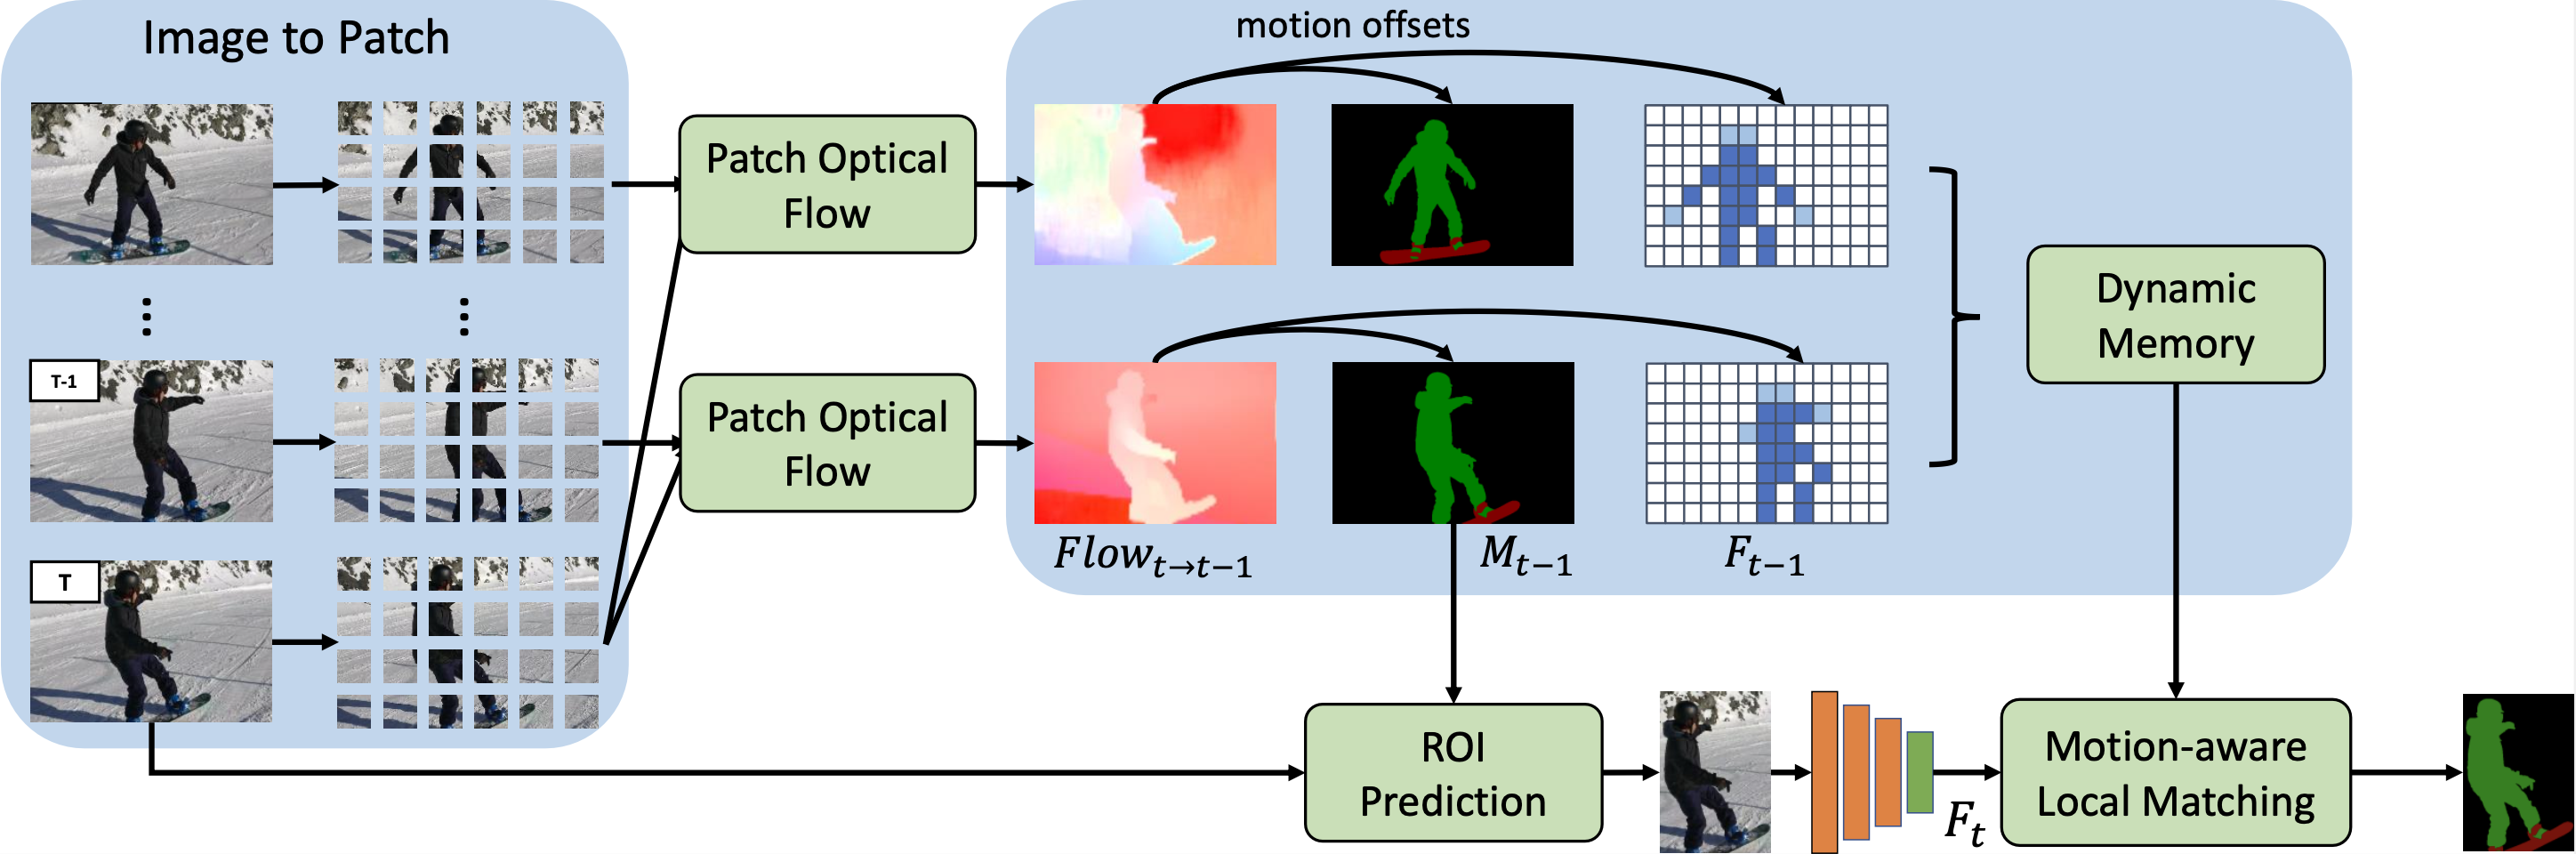 Image to Patch
motion offsets
Patch Optical
Flow
Dynamic
Memory
T-1
Patch Optical
Flow
Flow_{t→t−1}
M_{t−1}
F_{t−1}
T
ROI
Prediction
F_t
Motion-aware
Local Matching